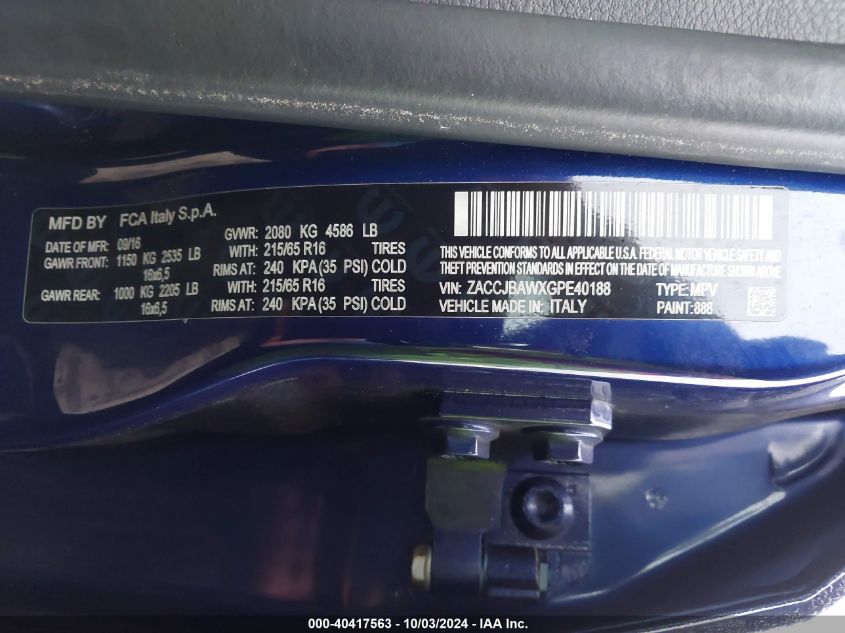 MFD BY FCA Italy S.p.A.
DATE OF MFR: 09/16 GVWR: 2080 KG 4586 LB
GAWR FRONT: 1150 KG 2535 LB WITH: 215/65 R16 TIRES
16x6,5 RIMS AT: 240 KPA (35 PSI) COLD
GAWR REAR: 1000 KG 2205 LB WITH: 215/65 R16 TIRES
16x6,5 RIMS AT: 240 KPA (35 PSI) COLD
THIS VEHICLE CONFORMS TO ALL APPLICABLE U.S.A. FEDERAL MOTOR VEHICLE SAFETY, BUMPER AND
THEFT PREVENTION STANDARDS IN EFFECT ON THE DATE OF MANUFACTURE SHOWN ABOVE.
VIN: ZACCJBAWXGPE40188 TYPE: MPV
VEHICLE MADE IN: ITALY PAINT: 888
000-40417563 - 10/03/2024 - IAA Inc.